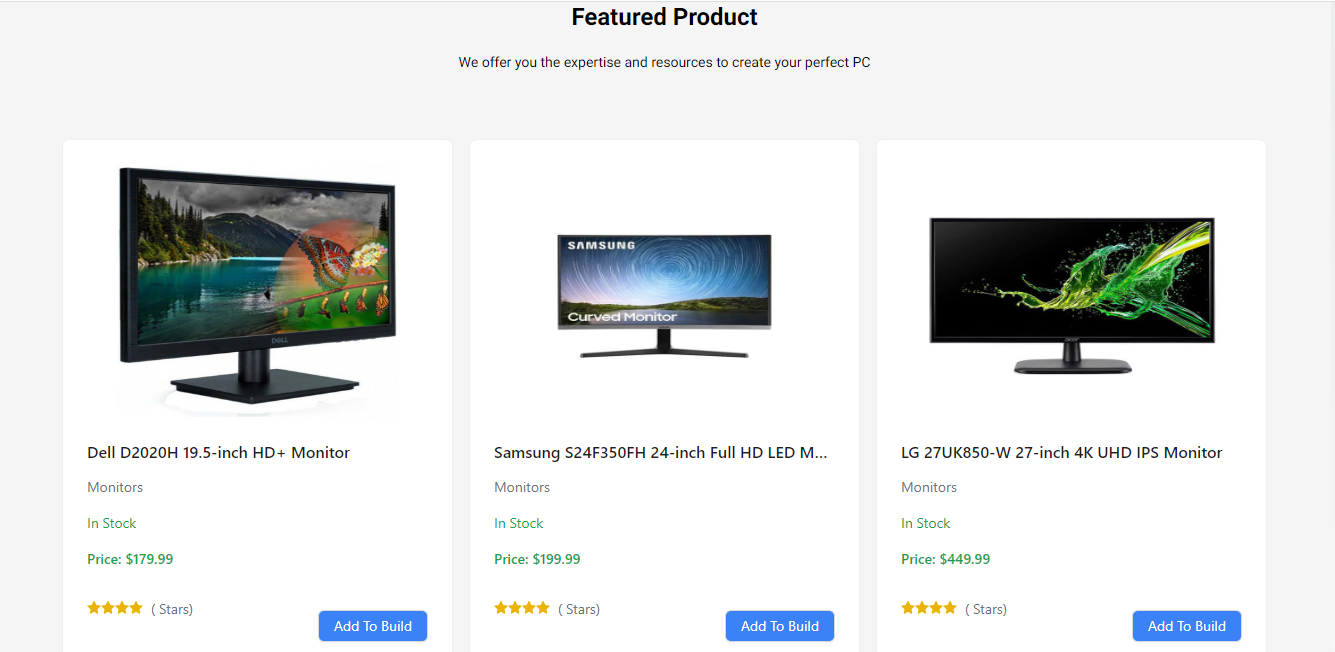 Featured Product
We offer you the expertise and resources to create your perfect PC
DELL
SAMSUNG
Curved Monitor
acer
Dell D2020H 19.5-inch HD+ Monitor
Monitors
In Stock
Price: $179.99
( Stars)
Add To Build
Samsung S24F350FH 24-inch Full HD LED M...
Monitors
In Stock
Price: $199.99
( Stars)
Add To Build
LG 27UK850-W 27-inch 4K UHD IPS Monitor
Monitors
In Stock
Price: $449.99
( Stars)
Add To Build